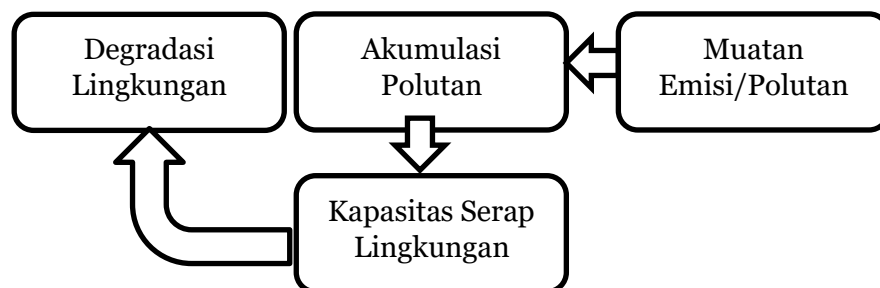 Degradasi
Lingkungan
Akumulasi
Polutan
Muatan
Emisi/Polutan
Kapasitas Serap
Lingkungan